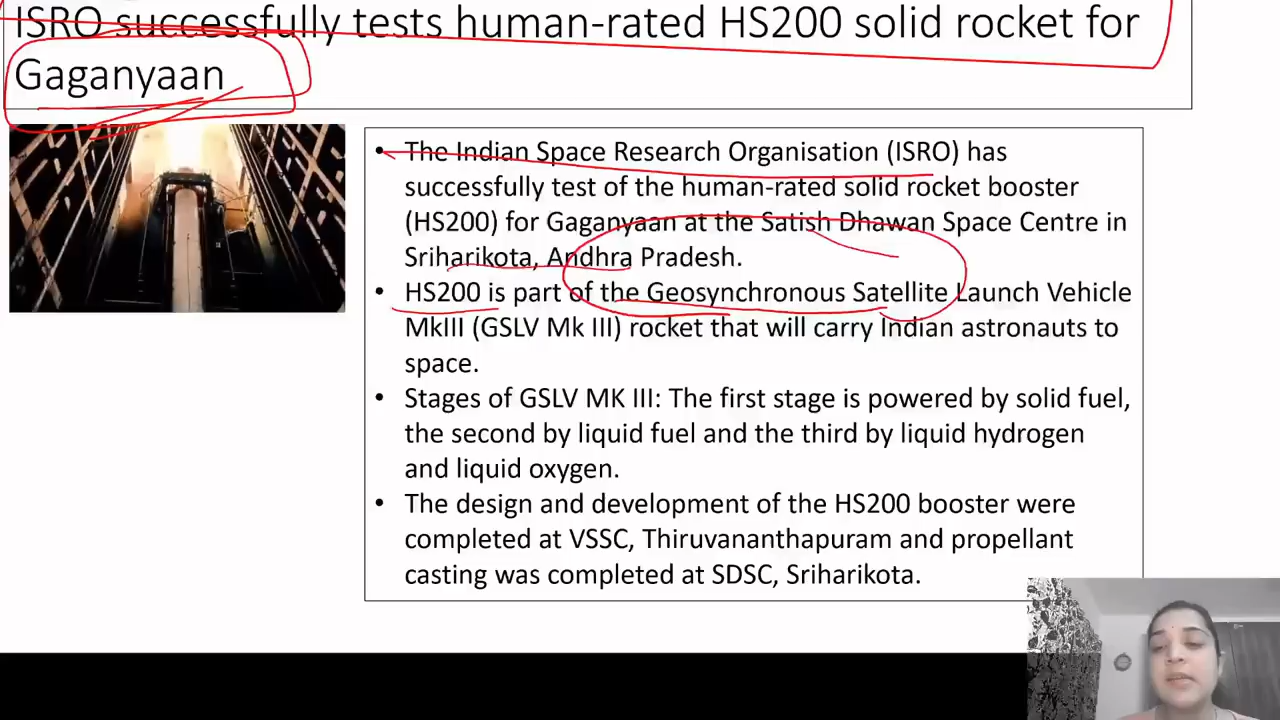 ISRO successfully tests human-rated HS200 solid rocket for
Gaganyaan
• The Indian Space Research Organisation (ISRO) has
successfully test of the human-rated solid rocket booster
(HS200) for Gaganyaan at the Satish Dhawan Space Centre in
Sriharikota, Andhra Pradesh.
• HS200 is part of the Geosynchronous Satellite Launch Vehicle
MkIII (GSLV Mk III) rocket that will carry Indian astronauts to
space.
• Stages of GSLV MK III: The first stage is powered by solid fuel,
the second by liquid fuel and the third by liquid hydrogen
and liquid oxygen.
• The design and development of the HS200 booster were
completed at VSSC, Thiruvananthapuram and propellant
casting was completed at SDSC, Sriharikota.